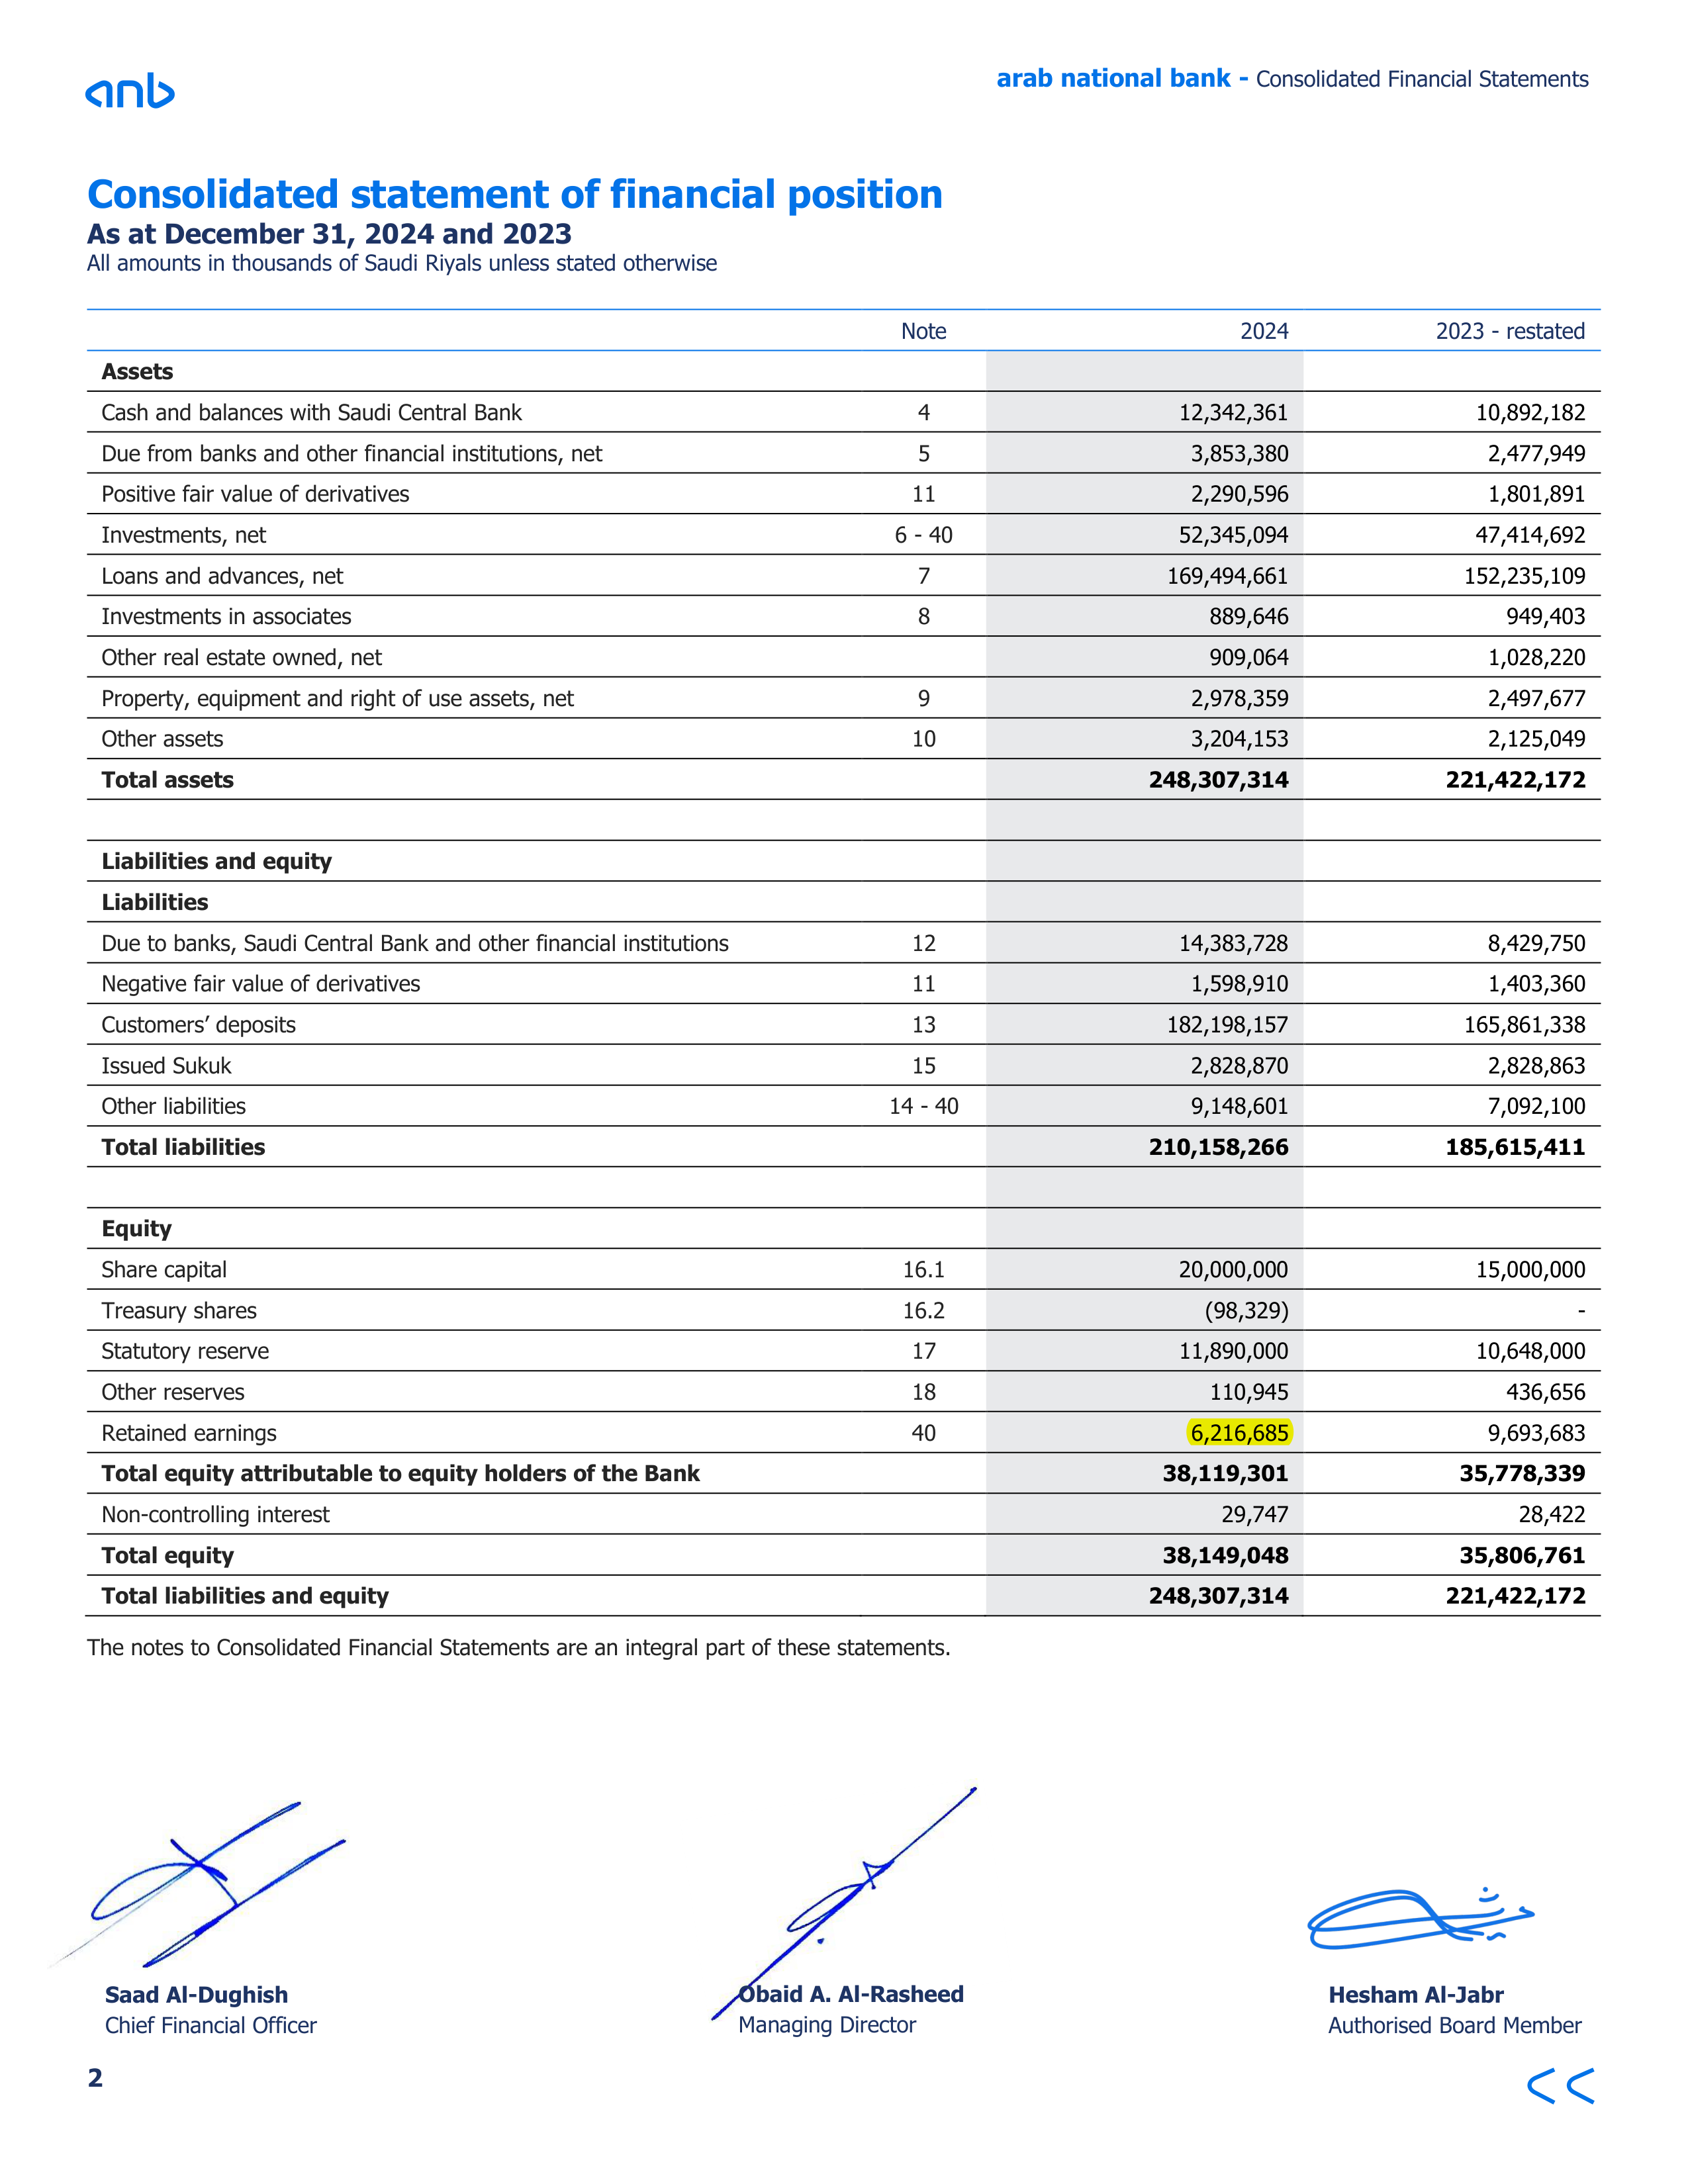 anb
arab national bank - Consolidated Financial Statements
Consolidated statement of financial position
As at December 31, 2024 and 2023
All amounts in thousands of Saudi Riyals unless stated otherwise
Note 2024 2023 - restated
Assets
Cash and balances with Saudi Central Bank 4 12,342,361 10,892,182
Due from banks and other financial institutions, net 5 3,853,380 2,477,949
Positive fair value of derivatives 11 2,290,596 1,801,891
Investments, net 6 - 40 52,345,094 47,414,692
Loans and advances, net 7 169,494,661 152,235,109
Investments in associates 8 889,646 949,403
Other real estate owned, net 909,064 1,028,220
Property, equipment and right of use assets, net 9 2,978,359 2,497,677
Other assets 10 3,204,153 2,125,049
Total assets 248,307,314 221,422,172
Liabilities and equity
Liabilities
Due to banks, Saudi Central Bank and other financial institutions 12 14,383,728 8,429,750
Negative fair value of derivatives 11 1,598,910 1,403,360
Customers’ deposits 13 182,198,157 165,861,338
Issued Sukuk 15 2,828,870 2,828,863
Other liabilities 14 - 40 9,148,601 7,092,100
Total liabilities 210,158,266 185,615,411
Equity
Share capital 16.1 20,000,000 15,000,000
Treasury shares 16.2 (98,329) -
Statutory reserve 17 11,890,000 10,648,000
Other reserves 18 110,945 436,656
Retained earnings 40 6,216,685 9,693,683
Total equity attributable to equity holders of the Bank 38,119,301 35,778,339
Non-controlling interest 29,747 28,422
Total equity 38,149,048 35,806,761
Total liabilities and equity 248,307,314 221,422,172
The notes to Consolidated Financial Statements are an integral part of these statements.
Saad Al-Dughish Obaid A. Al-Rasheed Hesham Al-Jabr
Chief Financial Officer Managing Director Authorised Board Member
2